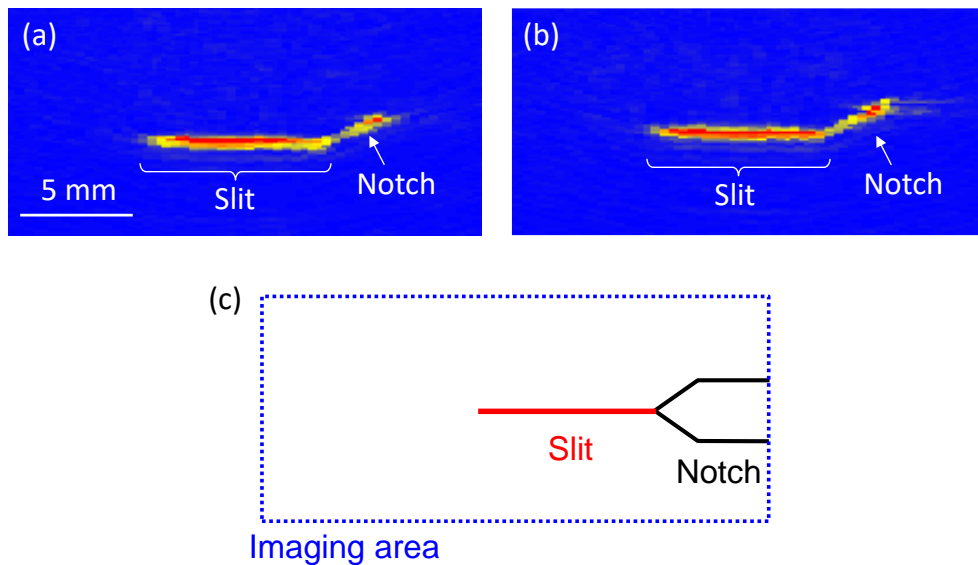 (a)
Slit
Notch
5 mm
(b)
Slit
Notch
(c)
Slit
Notch
Imaging area